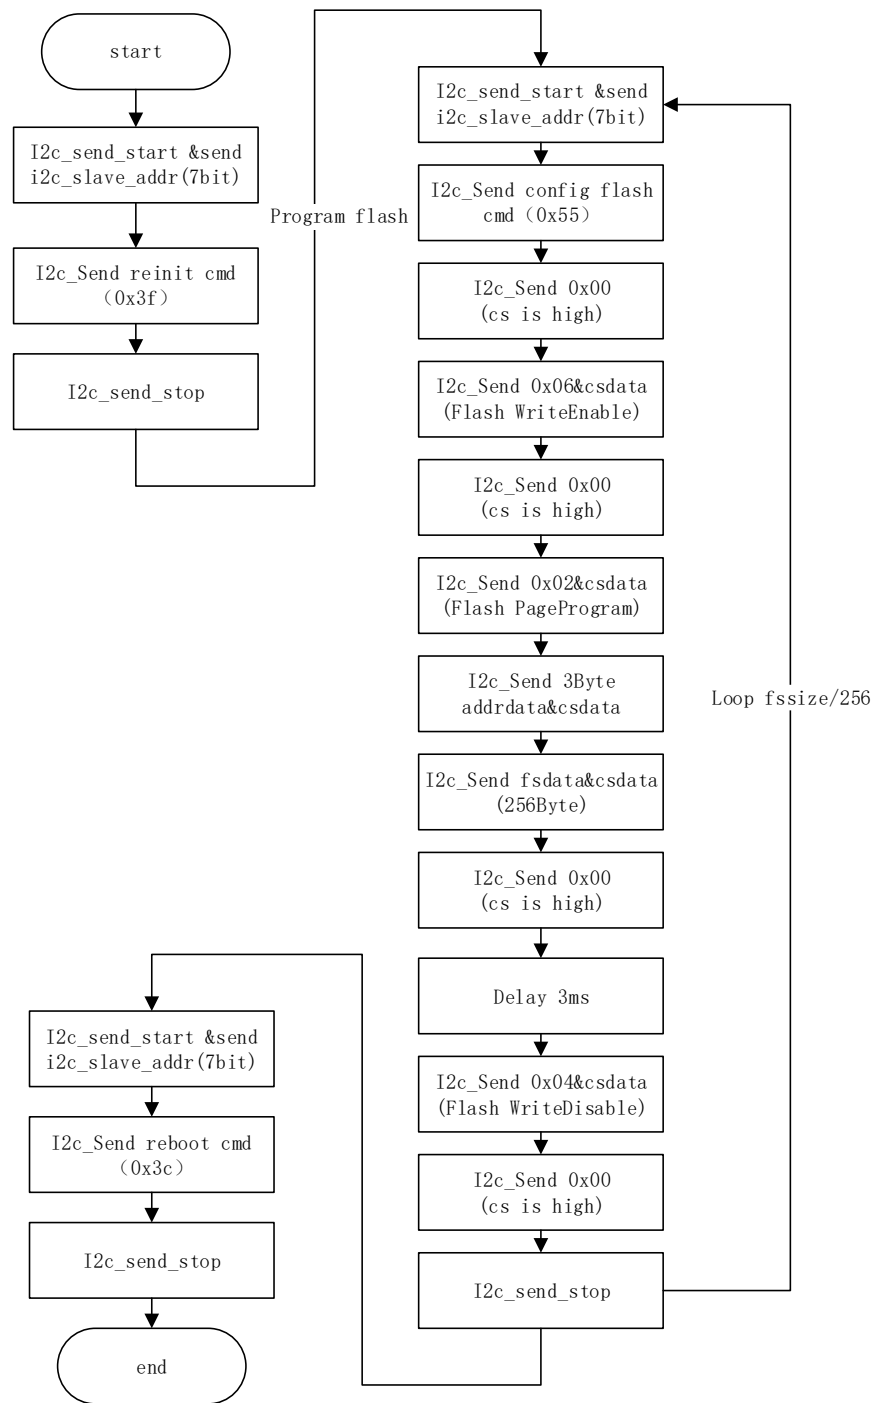 start
I2c_send_start &send
i2c_slave_addr(7bit)
I2c_Send reinit cmd
（0x3f）
I2c_send_stop
Program flash
I2c_send_start &send
i2c_slave_addr(7bit)
I2c_Send config flash
cmd（0x55）
I2c_Send 0x00
(cs is high)
I2c_Send 0x06&csdata
(Flash WriteEnable)
I2c_Send 0x00
(cs is high)
I2c_Send 0x02&csdata
(Flash PageProgram)
I2c_Send 3Byte
addrdata&csdata
I2c_Send fsdata&csdata
(256Byte)
I2c_Send 0x00
(cs is high)
Delay 3ms
I2c_Send 0x04&csdata
(Flash WriteDisable)
I2c_Send 0x00
(cs is high)
I2c_send_stop
Loop fssize/256
I2c_send_start &send
i2c_slave_addr(7bit)
I2c_Send reboot cmd
（0x3c）
I2c_send_stop
end